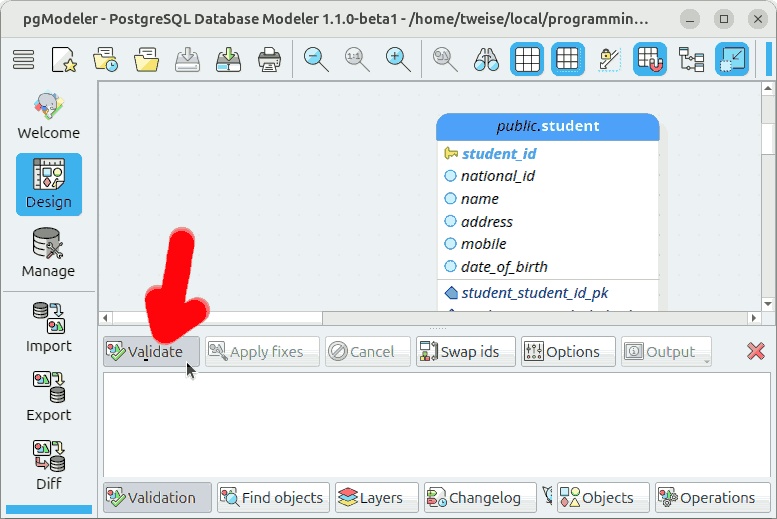 pgModeler - PostgreSQL Database Modeler 1.1.0-beta1 - /home/tweise/local/programmin...
1:1
Welcome
Design
Manage
Import
Export
Diff
public.student
student_id
national_id
name
address
mobile
date_of_birth
student_student_id_pk
Validate
Apply fixes
Cancel
Swap ids
Options
Output
Validation
Find objects
Layers
Changelog
Objects
Operations